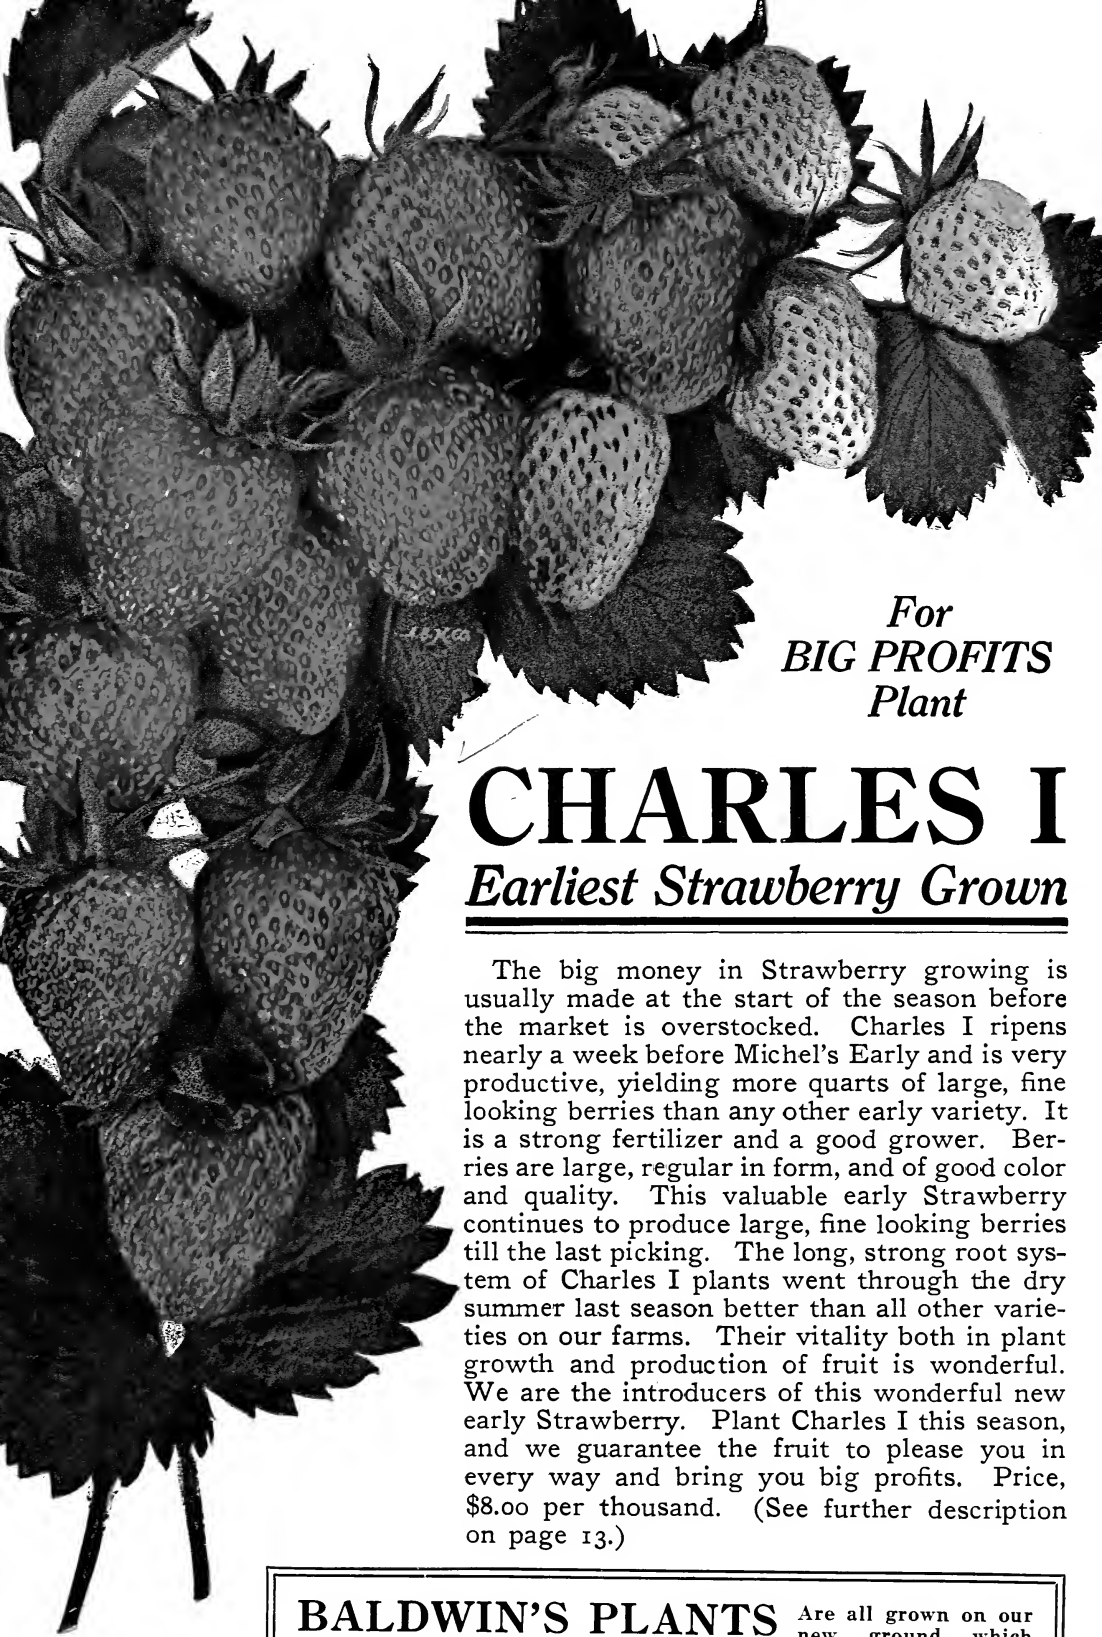 For
BIG PROFITS
Plant
CHARLES I
Earliest Strawberry Grown
The big money in Strawberry growing is
usually made at the start of the season before
the market is overstocked. Charles I ripens
nearly a week before Michel's Early and is very
productive, yielding more quarts of large, fine
looking berries than any other early variety. It
is a strong fertilizer and a good grower. Ber-
ries are large, regular in form, and of good color
and quality. This valuable early Strawberry
continues to produce large, fine looking berries
till the last picking. The long, strong root sys-
tem of Charles I plants went through the dry
summer last season better than all other varie-
ties on our farms. Their vitality both in plant
growth and production of fruit is wonderful.
We are the introducers of this wonderful new
early Strawberry. Plant Charles I this season,
and we guarantee the fruit to please you in
every way and bring you big profits. Price,
$8.00 per thousand. (See further description
on page 13.)
BALDWIN'S PLANTS
Are all grown on our
new ground which